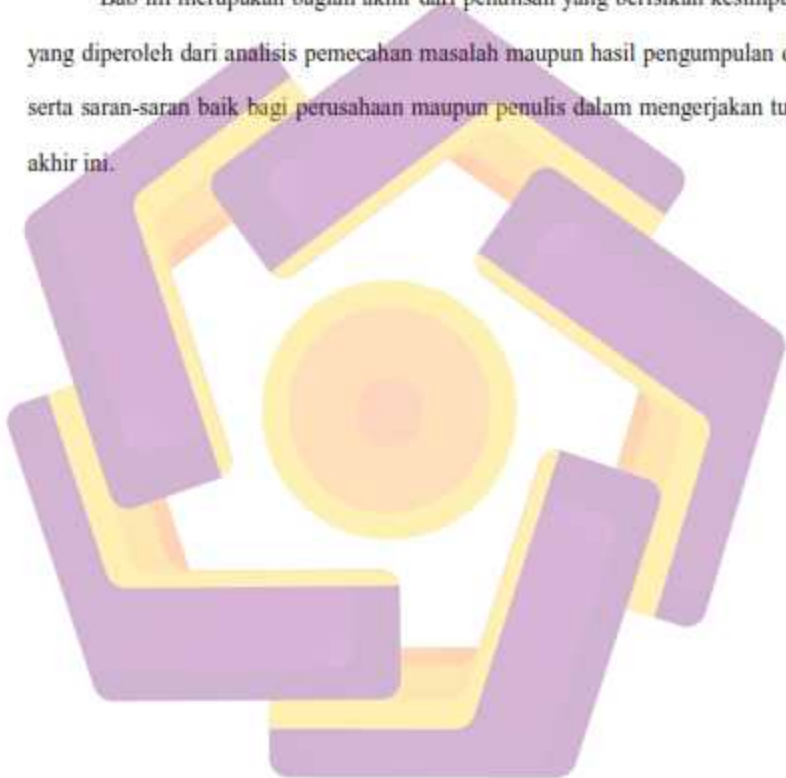 Bab ini merupakan bagian akhir dari penulisan yang berisikan
yang diperoleh dari analisis pemecahan masalah maupun hasil pengumpulan
serta saran-saran baik bagi perusahaan maupun penulis dalam mengerjakan
akhir ini.